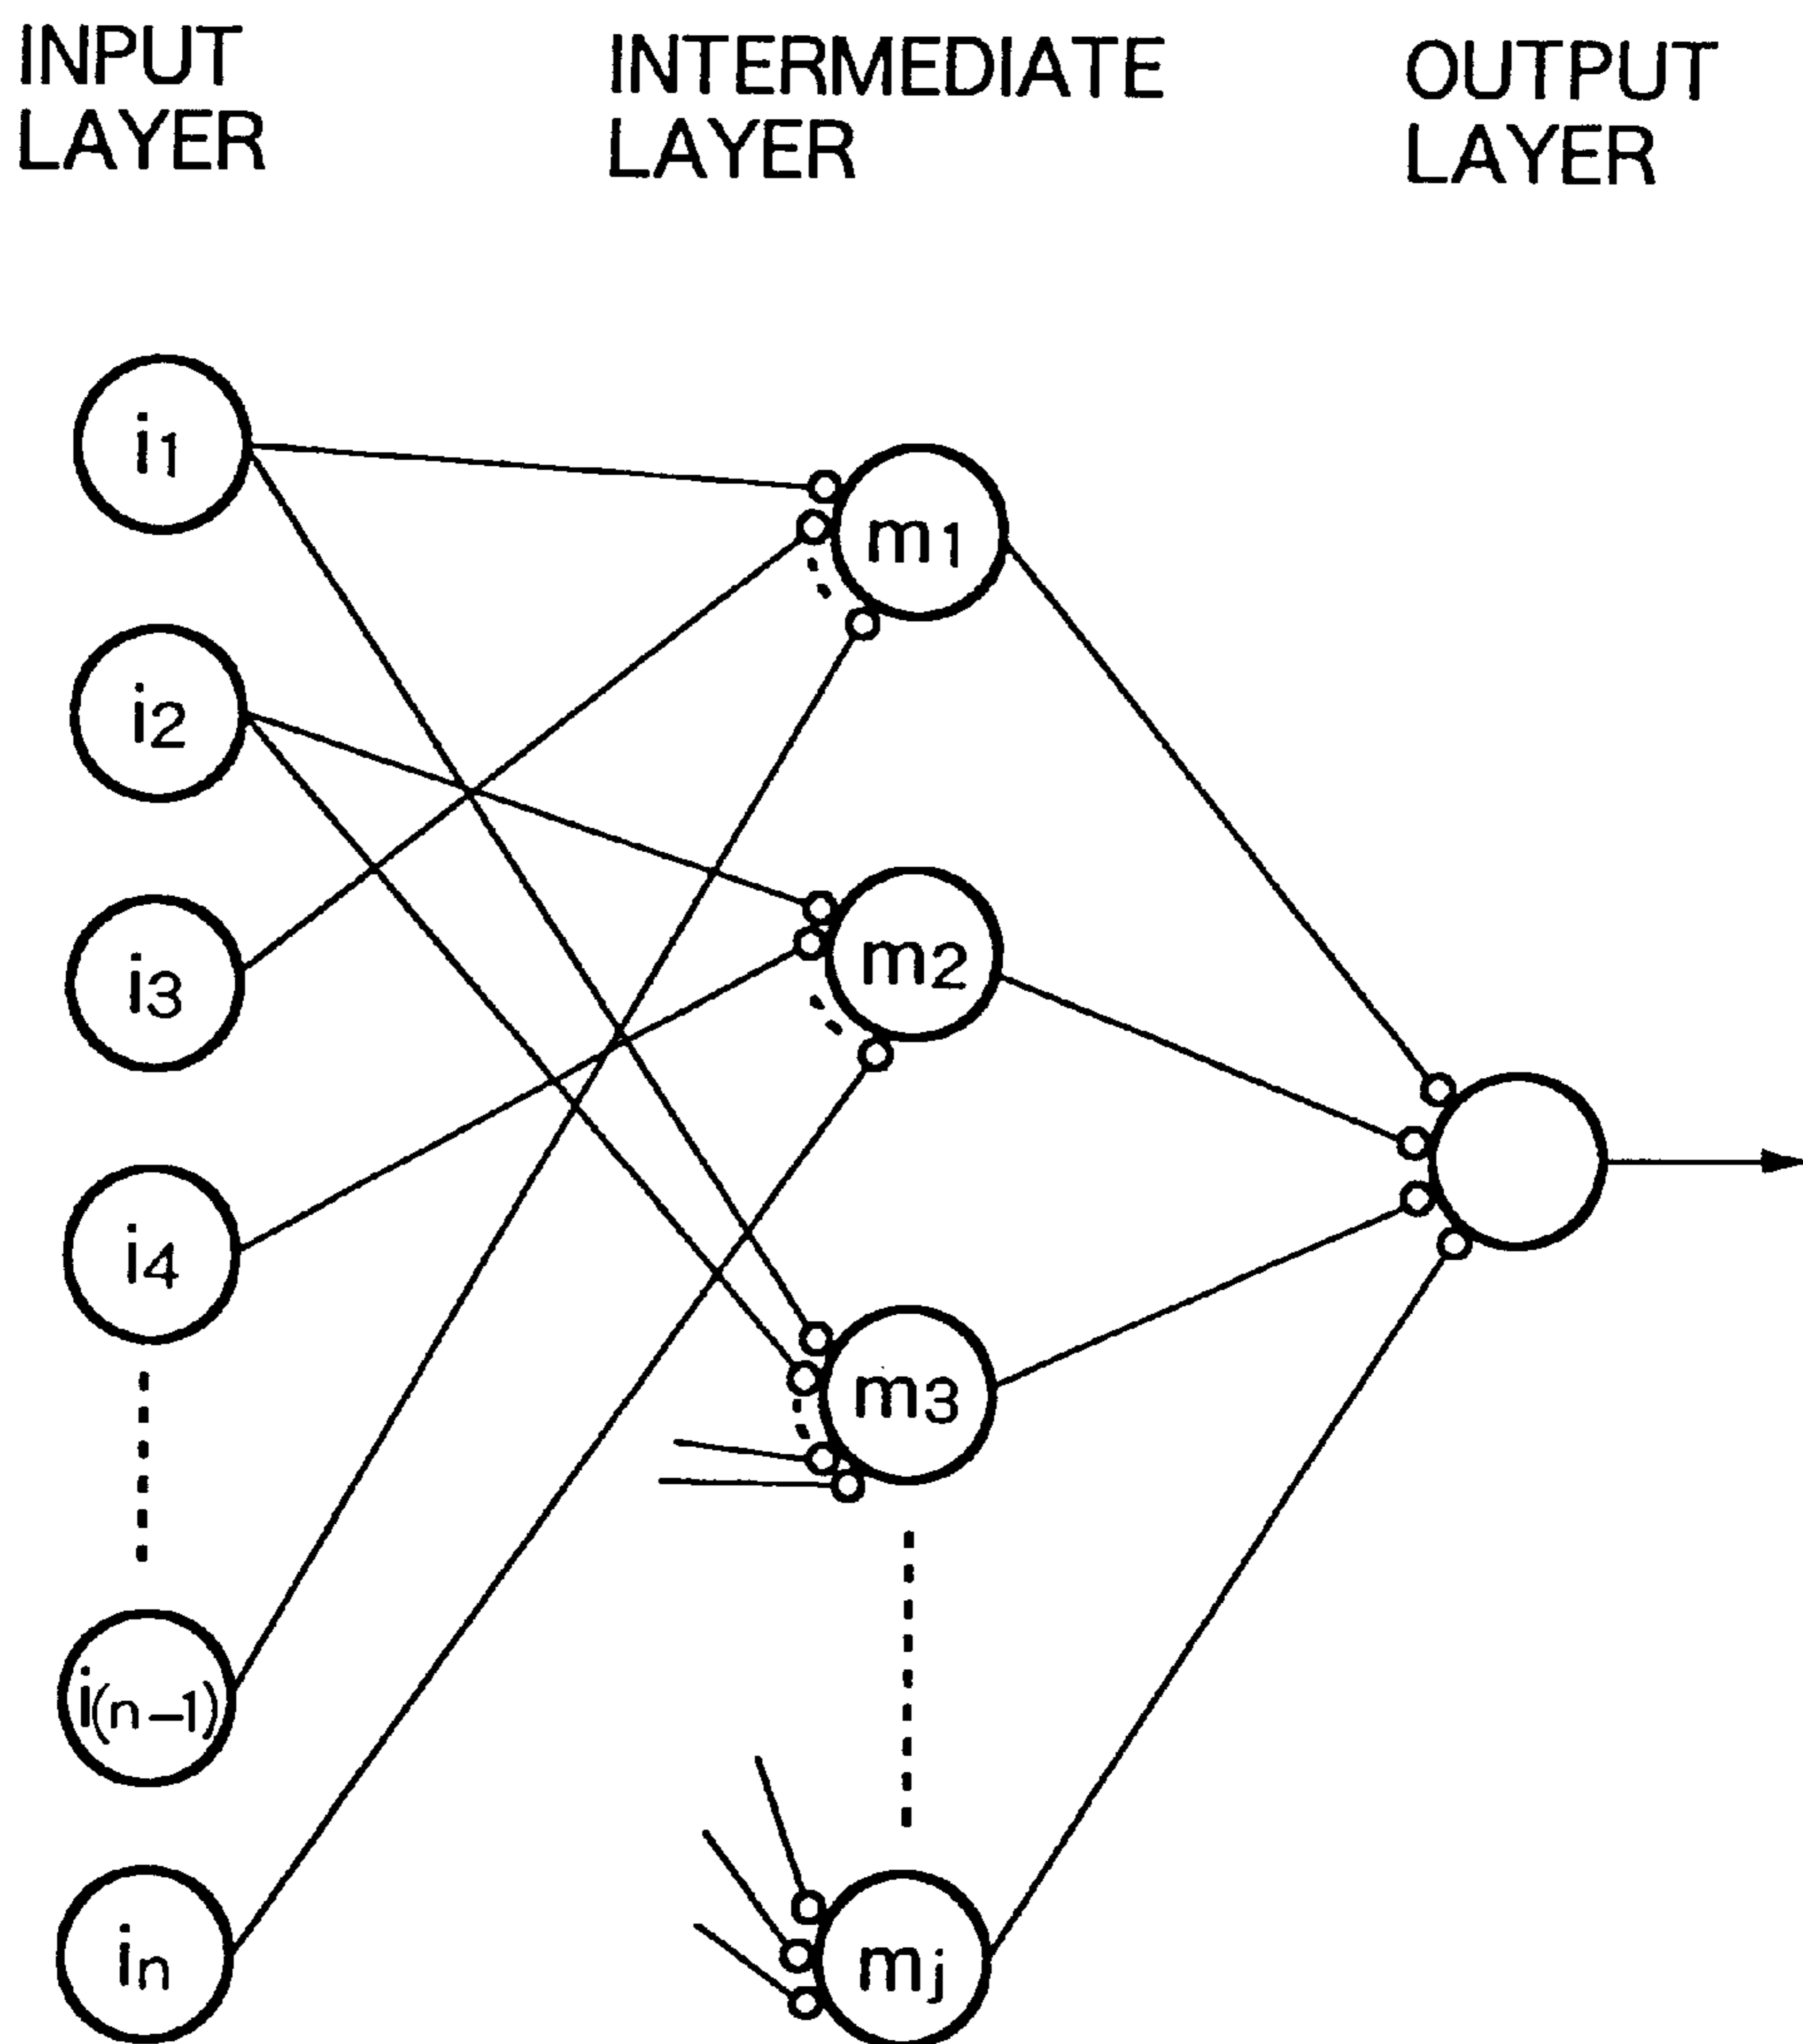 INPUT
LAYER
INTERMEDIATE
LAYER
OUTPUT
LAYER
i1
i2
i3
i4
i(n-1)
in
m1
m2
m3
mj